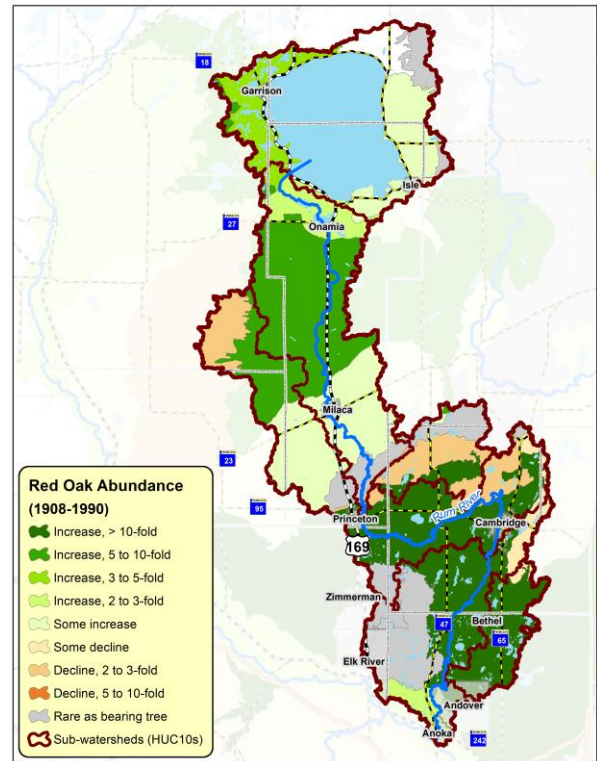 18
Garrison
Isle
27
Onamia
Milaca
23
95
Princeton
Rum River
Cambridge
169
Zimmerman
47
Bethel
65
Elk River
Andover
Anoka
242
Red Oak Abundance
(1908-1990)
Increase, > 10-fold
Increase, 5 to 10-fold
Increase, 3 to 5-fold
Increase, 2 to 3-fold
Some increase
Some decline
Decline, 2 to 3-fold
Decline, 5 to 10-fold
Rare as bearing tree
Sub-watersheds (HUC10s)